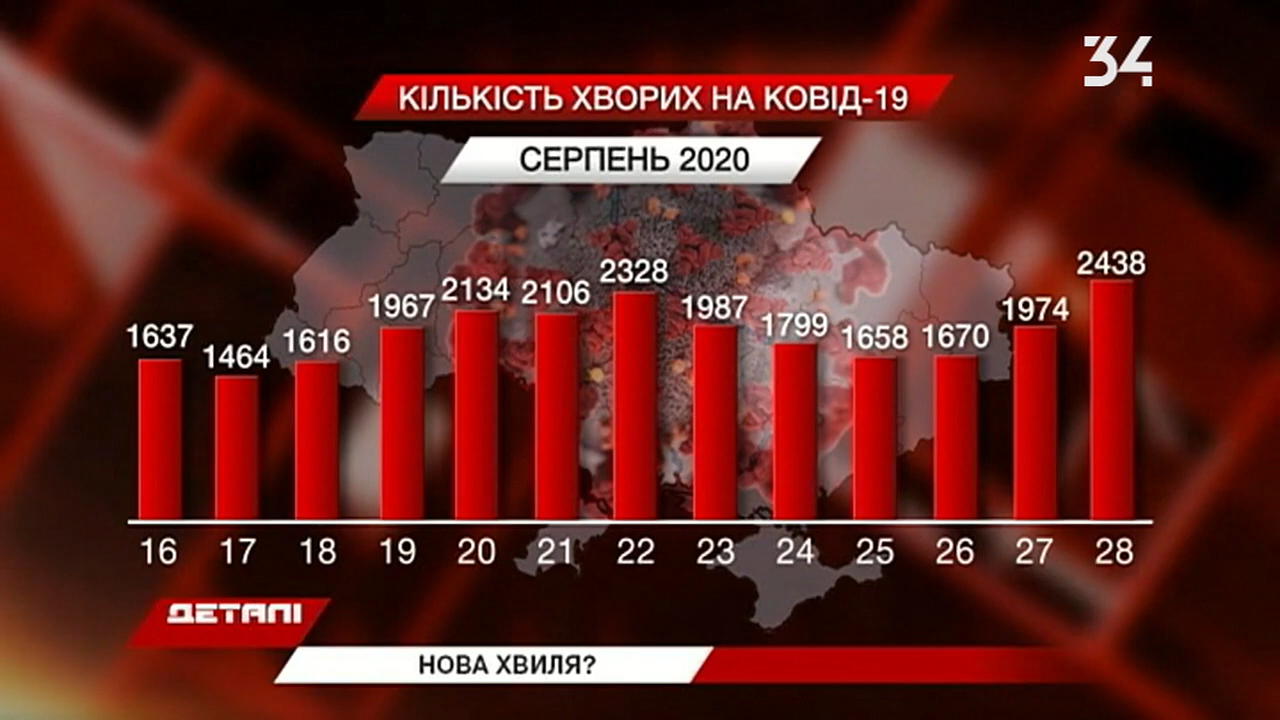 34
КІЛЬКІСТЬ ХВОРИХ НА КОВІД-19
СЕРПЕНЬ 2020
1637 1464 1616 1967 2134 2106 2328 1987 1799 1658 1670 1974 2438
16 17 18 19 20 21 22 23 24 25 26 27 28
ДЕТАЛІ
НОВА ХВИЛЯ?